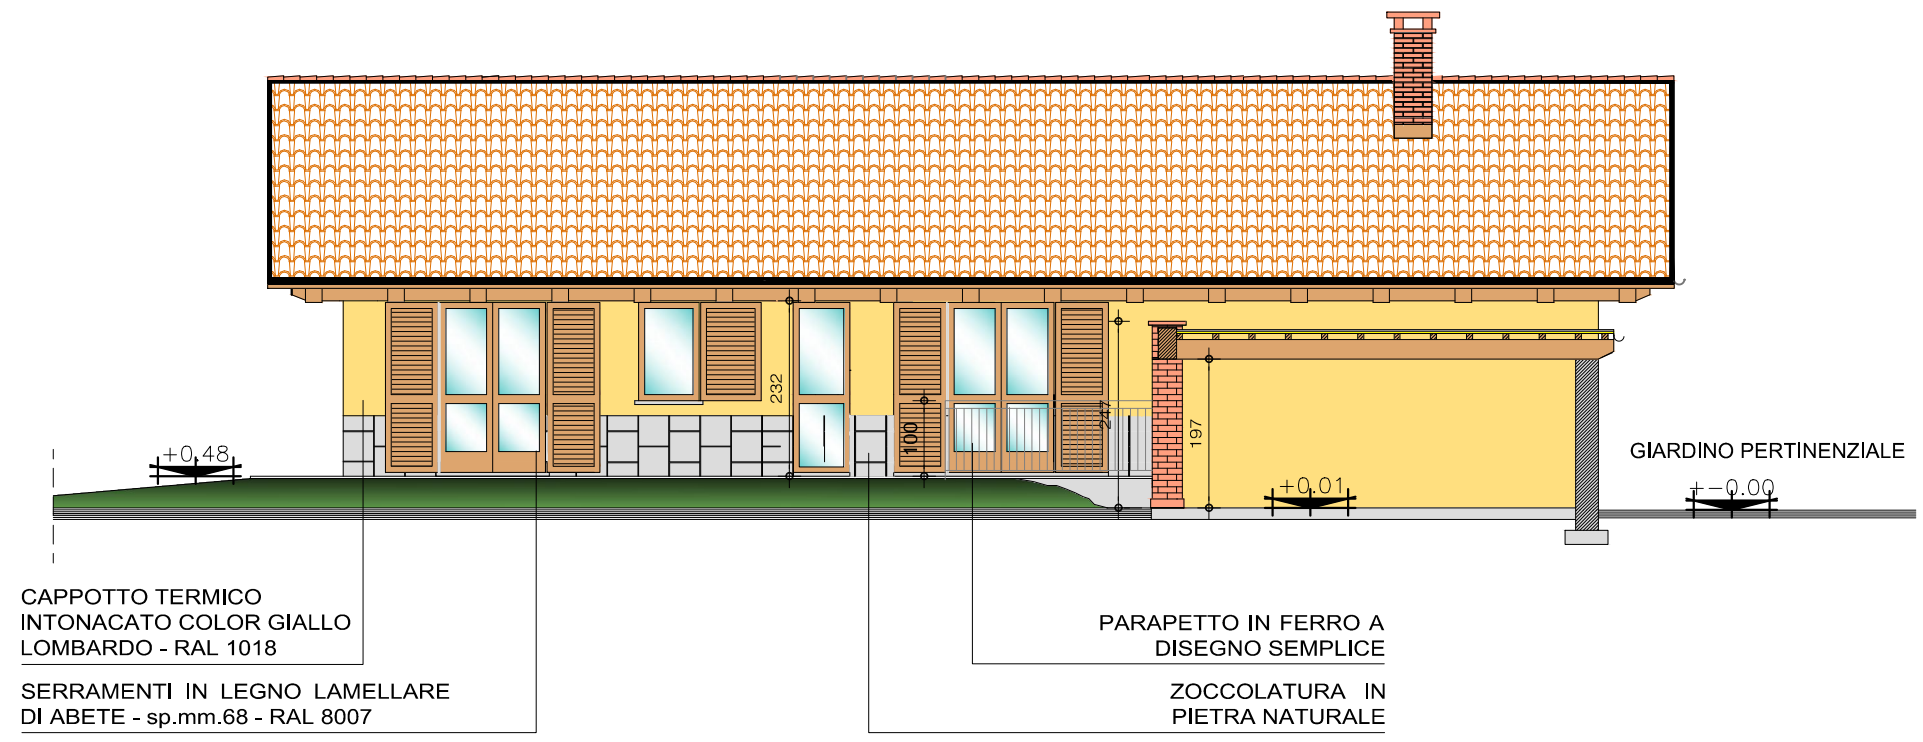 232
247
100
197
+0.48
GIARDINO PERTINENZIALE
+0.01
+-0.00
CAPPOTTO TERMICO
INTONACATO COLOR GIALLO
LOMBARDO - RAL 1018
SERRAMENTI IN LEGNO LAMELLARE
DI ABETE - sp.mm.68 - RAL 8007
PARAPETTO IN FERRO A
DISEGNO SEMPLICE
ZOCCOLATURA IN
PIETRA NATURALE